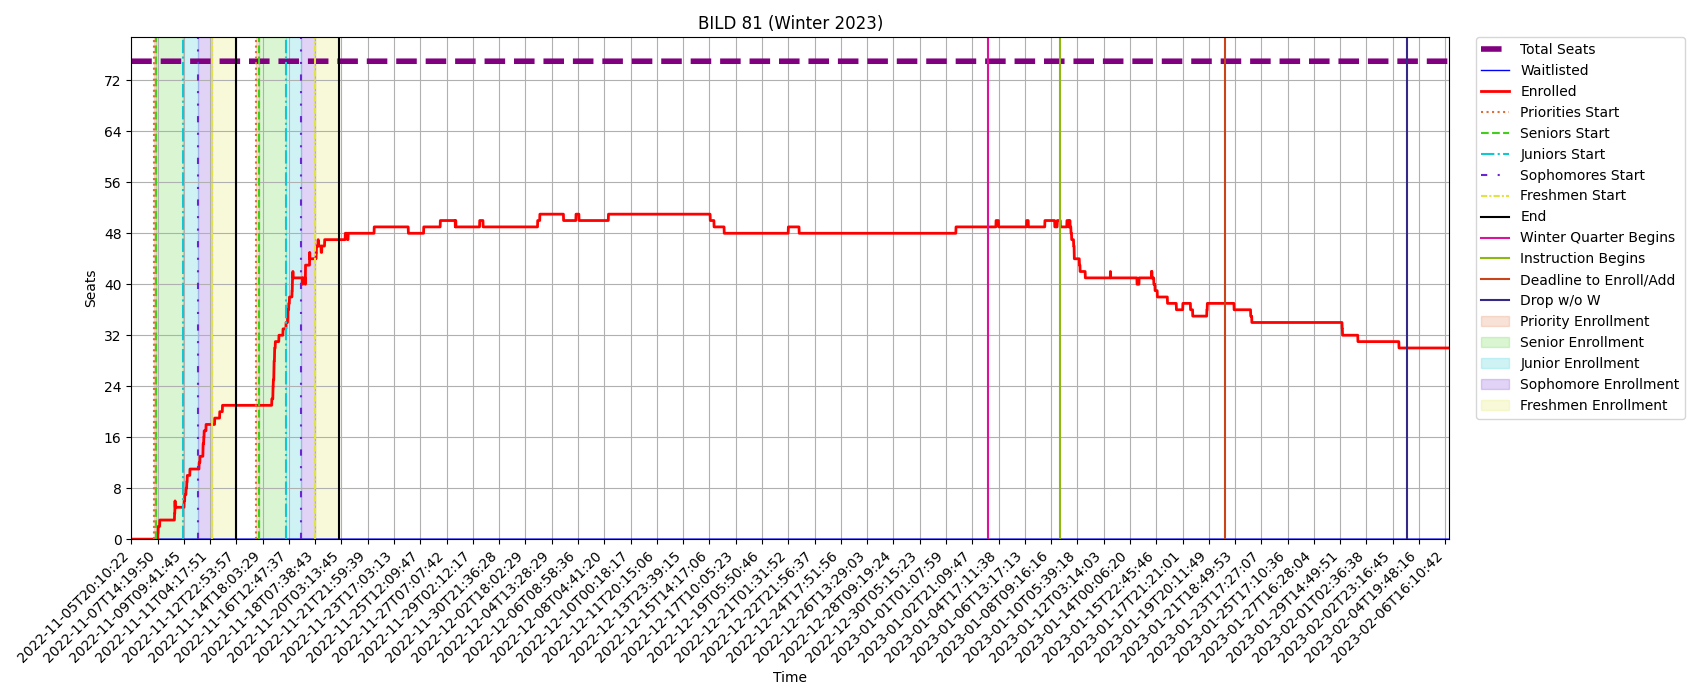 BILD 81 (Winter 2023)
Seats
72
64
56
48
40
32
24
16
8
0
2022-11-05T20:10:22
2022-11-07T14:19:50
2022-11-09T09:41:45
2022-11-11T04:17:51
2022-11-12T22:53:57
2022-11-14T18:03:29
2022-11-16T12:47:37
2022-11-18T07:38:43
2022-11-20T03:13:45
2022-11-21T21:59:39
2022-11-23T17:03:13
2022-11-25T12:09:47
2022-11-27T07:07:42
2022-11-29T02:12:17
2022-11-30T21:36:28
2022-12-02T18:02:29
2022-12-04T13:28:29
2022-12-06T08:58:36
2022-12-08T04:41:20
2022-12-10T00:18:17
2022-12-11T20:15:06
2022-12-13T23:39:15
2022-12-15T14:17:06
2022-12-17T10:05:23
2022-12-19T05:50:46
2022-12-21T01:31:52
2022-12-22T21:56:37
2022-12-24T17:51:56
2022-12-26T13:29:03
2022-12-28T09:19:24
2022-12-30T05:15:23
2023-01-01T01:07:59
2023-01-02T21:09:47
2023-01-04T17:11:38
2023-01-06T13:17:13
2023-01-08T09:16:16
2023-01-10T05:39:18
2023-01-12T03:14:03
2023-01-14T00:06:20
2023-01-15T22:45:46
2023-01-17T21:21:01
2023-01-19T20:11:49
2023-01-21T18:49:53
2023-01-23T17:27:07
2023-01-25T17:10:36
2023-01-27T16:28:04
2023-01-29T14:49:51
2023-02-01T02:36:38
2023-02-02T23:16:45
2023-02-04T19:48:16
2023-02-06T16:10:42
Time
Total Seats
Waitlisted
Enrolled
Priorities Start
Seniors Start
Juniors Start
Sophomores Start
Freshmen Start
End
Winter Quarter Begins
Instruction Begins
Deadline to Enroll/Add
Drop w/o W
Priority Enrollment
Senior Enrollment
Junior Enrollment
Sophomore Enrollment
Freshmen Enrollment